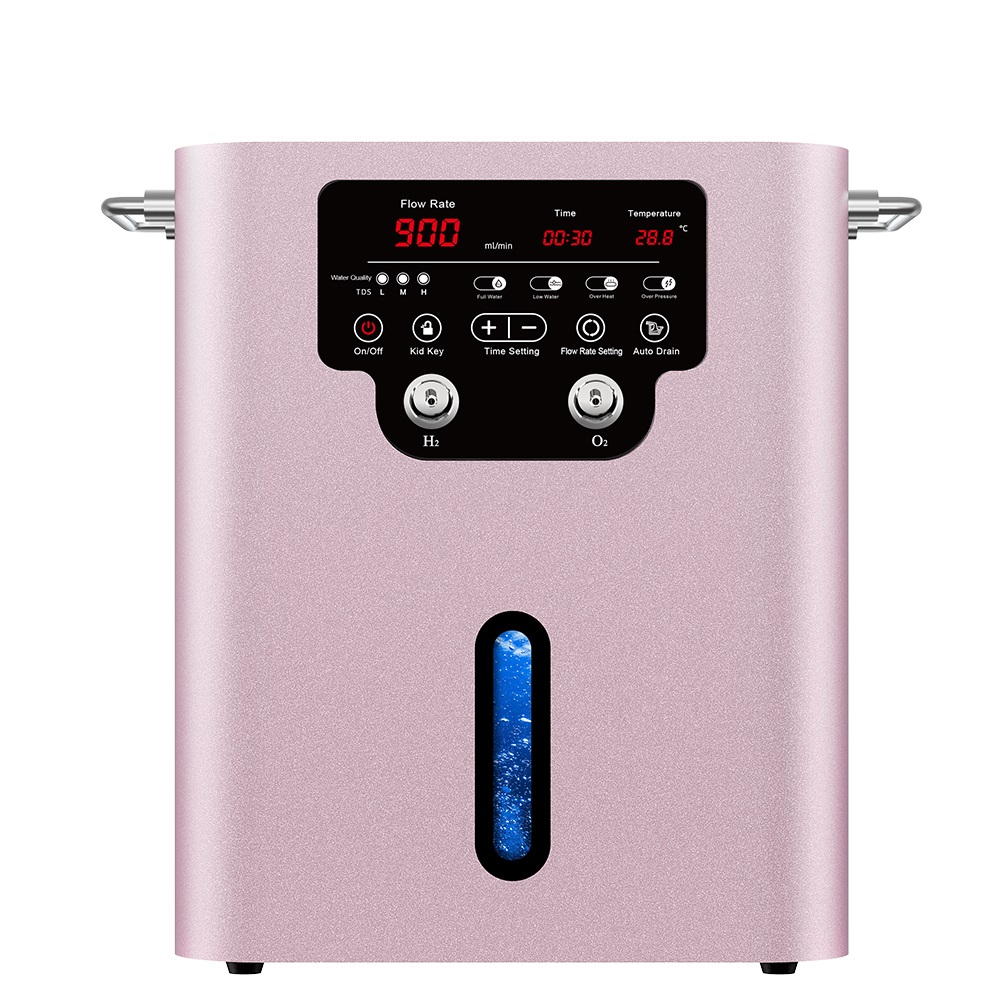 Flow Rate
900 ml/min
Time
00:30
Temperature
28.8 °C
Water Quality
TDS L M H
Full Water
Low Water
Over Heat
Over Pressure
On/Off
Kid Key
+ | −
Time Setting
Flow Rate Setting
Auto Drain
H₂
O₂